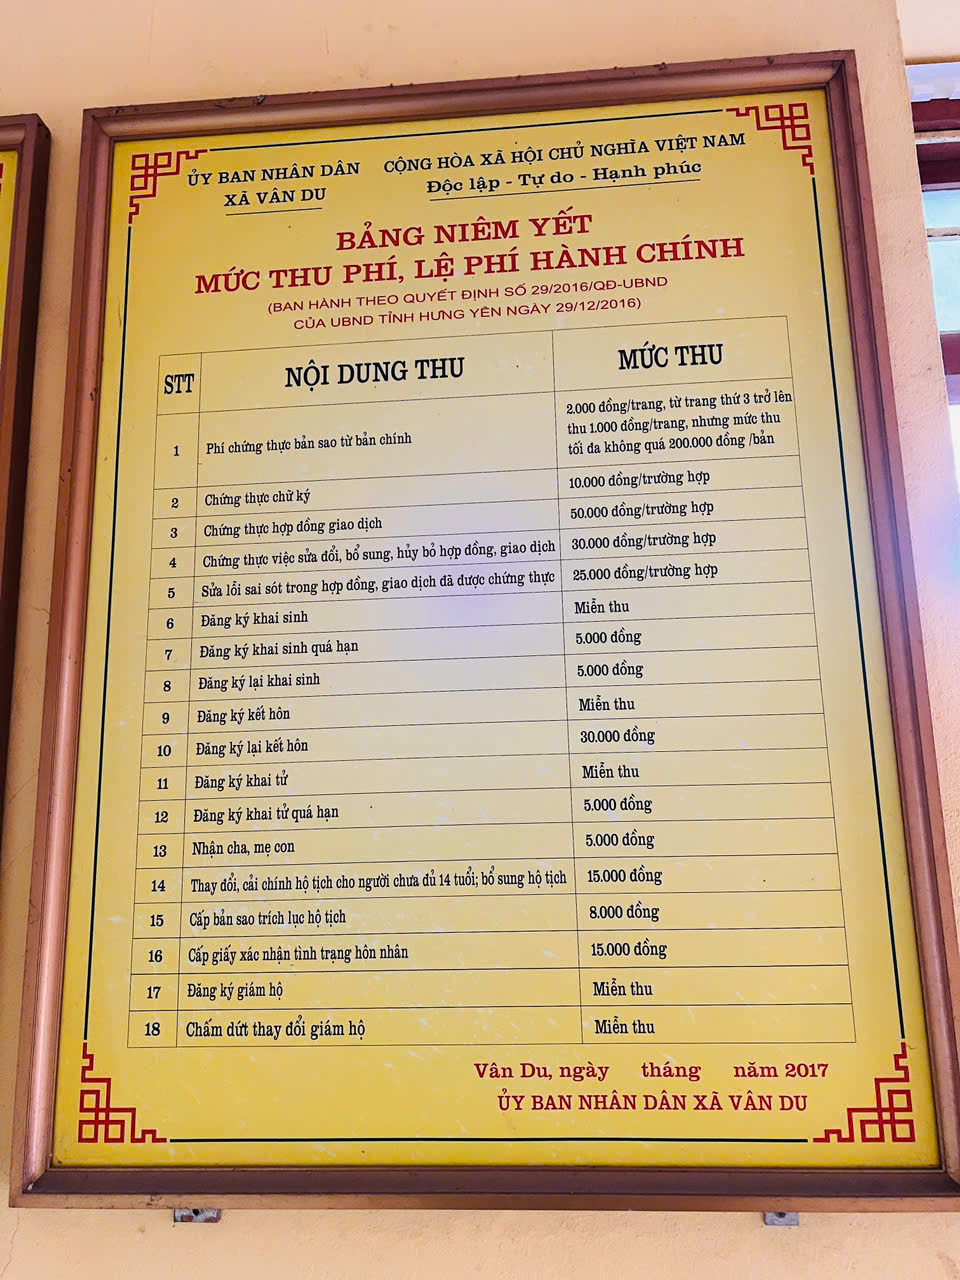 ỦY BAN NHÂN DÂN
XÃ VÂN DU
CỘNG HÒA XÃ HỘI CHỦ NGHĨA VIỆT NAM
Độc lập - Tự do - Hạnh phúc
BẢNG NIÊM YẾT
MỨC THU PHÍ, LỆ PHÍ HÀNH CHÍNH
(BAN HÀNH THEO QUYẾT ĐỊNH SỐ 29/2016/QĐ-UBND
CỦA UBND TỈNH HƯNG YÊN NGÀY 29/12/2016)
STT NỘI DUNG THU MỨC THU
1 Phí chứng thực bản sao từ bản chính 2.000 đồng/trang, từ trang thứ 3 trở lên
thu 1.000 đồng/trang, nhưng mức thu
tối đa không quá 200.000 đồng /bản
2 Chứng thực chữ ký 10.000 đồng/trường hợp
3 Chứng thực hợp đồng giao dịch 50.000 đồng/trường hợp
4 Chứng thực việc sửa đổi, bổ sung, hủy bỏ hợp đồng, giao dịch 30.000 đồng/trường hợp
5 Sửa lỗi sai sót trong hợp đồng, giao dịch đã được chứng thực 25.000 đồng/trường hợp
6 Đăng ký khai sinh Miễn thu
7 Đăng ký khai sinh quá hạn 5.000 đồng
8 Đăng ký lại khai sinh 5.000 đồng
9 Đăng ký kết hôn Miễn thu
10 Đăng ký lại kết hôn 30.000 đồng
11 Đăng ký khai tử Miễn thu
12 Đăng ký khai tử quá hạn 5.000 đồng
13 Nhận cha, mẹ con 5.000 đồng
14 Thay đổi, cải chính hộ tịch cho người chưa đủ 14 tuổi; bổ sung hộ tịch 15.000 đồng
15 Cấp bản sao trích lục hộ tịch 8.000 đồng
16 Cấp giấy xác nhận tình trạng hôn nhân 15.000 đồng
17 Đăng ký giám hộ Miễn thu
18 Chấm dứt thay đổi giám hộ Miễn thu
Vân Du, ngày tháng năm 2017
ỦY BAN NHÂN DÂN XÃ VÂN DU